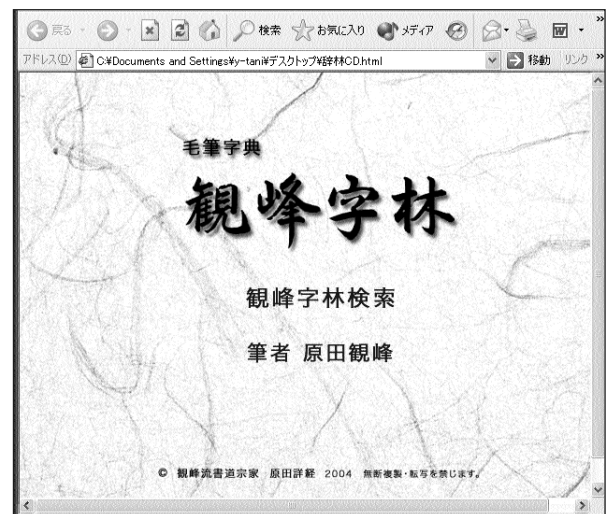 戻る 検索 お気に入り メディア
アドレス(D) C:¥Documents and Settings¥y-tani¥デスクトップ¥辞林CD.html 移動 リンク
毛筆字典
観峰字林
観峰字林検索
筆者 原田観峰
© 観峰流書道宗家 原田詳経 2004 無断複製・転写を禁じます。